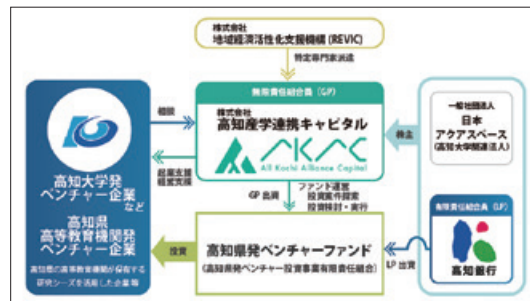 株式会社
地域経済活性化支援機構 (REVIC)
特定専門家派遣
無限責任組合員 (GP)
株式会社
高知産学連携キャピタル
AKAC
All Kochi Alliance Capital
相談
起業支援
経営支援
株主
一般社団法人
日本
アクアスペース
(高知大学関連法人)
高知大学発
ベンチャー企業
など
高知県
高等教育機関発
ベンチャー企業
高知県の高等教育機関が保有する
研究シーズを活用した企業等
GP 出資
ファンド運営
投資案件探索
投資検討・実行
投資
高知県発ベンチャーファンド
(高知県発ベンチャー投資事業有限責任組合)
LP 出資
有限責任組合員 (LP)
高知銀行